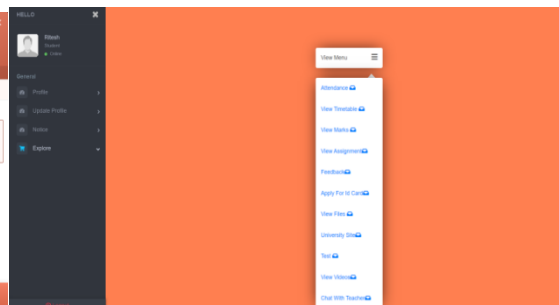 HELLO
Ritesh
Student
Online
General
Profile
Update Profile
Notice
Explore
View Menu
Attendance
View Timetable
View Marks
View Assignment
Feedback
Apply For Id Card
View Files
University Site
Test
View Videos
Chat With Teacher